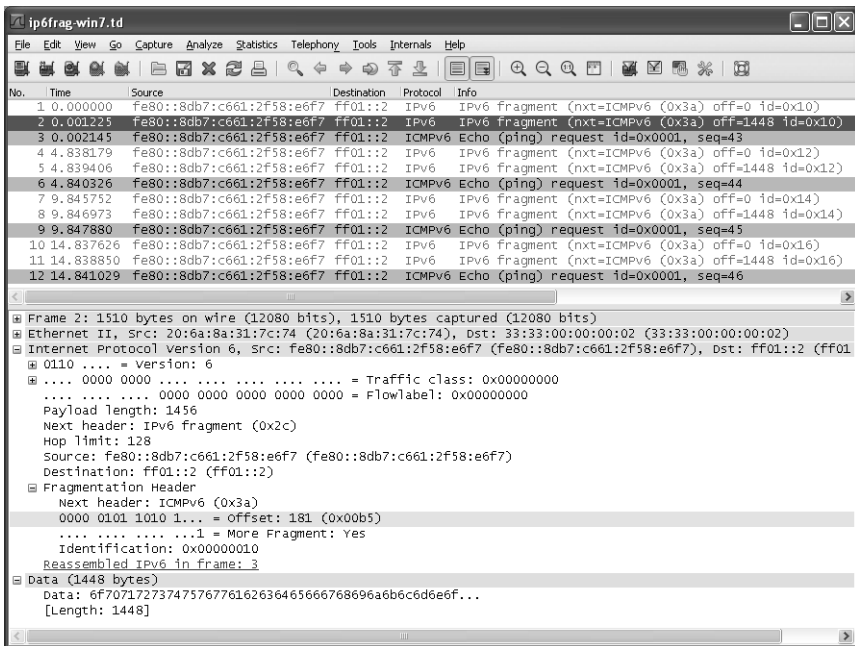 ip6frag-win7.td
File Edit View Go Capture Analyze Statistics Telephony Tools Internals Help
No. Time Source Destination Protocol Info
1 0.000000 fe80::8db7:c661:2f58:e6f7 ff01::2 IPv6 IPv6 fragment (nxt=ICMPv6 (0x3a) off=0 id=0x10)
2 0.001225 fe80::8db7:c661:2f58:e6f7 ff01::2 IPv6 IPv6 fragment (nxt=ICMPv6 (0x3a) off=1448 id=0x10)
3 0.002145 fe80::8db7:c661:2f58:e6f7 ff01::2 ICMPv6 Echo (ping) request id=0x0001, seq=43
4 4.838179 fe80::8db7:c661:2f58:e6f7 ff01::2 IPv6 IPv6 fragment (nxt=ICMPv6 (0x3a) off=0 id=0x12)
5 4.839406 fe80::8db7:c661:2f58:e6f7 ff01::2 IPv6 IPv6 fragment (nxt=ICMPv6 (0x3a) off=1448 id=0x12)
6 4.840326 fe80::8db7:c661:2f58:e6f7 ff01::2 ICMPv6 Echo (ping) request id=0x0001, seq=44
7 9.845752 fe80::8db7:c661:2f58:e6f7 ff01::2 IPv6 IPv6 fragment (nxt=ICMPv6 (0x3a) off=0 id=0x14)
8 9.846973 fe80::8db7:c661:2f58:e6f7 ff01::2 IPv6 IPv6 fragment (nxt=ICMPv6 (0x3a) off=1448 id=0x14)
9 9.847880 fe80::8db7:c661:2f58:e6f7 ff01::2 ICMPv6 Echo (ping) request id=0x0001, seq=45
10 14.837626 fe80::8db7:c661:2f58:e6f7 ff01::2 IPv6 IPv6 fragment (nxt=ICMPv6 (0x3a) off=0 id=0x16)
11 14.838850 fe80::8db7:c661:2f58:e6f7 ff01::2 IPv6 IPv6 fragment (nxt=ICMPv6 (0x3a) off=1448 id=0x16)
12 14.841029 fe80::8db7:c661:2f58:e6f7 ff01::2 ICMPv6 Echo (ping) request id=0x0001, seq=46
Frame 2: 1510 bytes on wire (12080 bits), 1510 bytes captured (12080 bits)
Ethernet II, Src: 20:6a:8a:31:7c:74 (20:6a:8a:31:7c:74), Dst: 33:33:00:00:00:02 (33:33:00:00:00:02)
Internet Protocol Version 6, Src: fe80::8db7:c661:2f58:e6f7 (fe80::8db7:c661:2f58:e6f7), Dst: ff01::2 (ff01
0110 .... = Version: 6
.... 0000 0000 .... .... .... .... .... = Traffic class: 0x00000000
.... .... .... 0000 0000 0000 0000 0000 = Flowlabel: 0x00000000
Payload length: 1456
Next header: IPv6 fragment (0x2c)
Hop limit: 128
Source: fe80::8db7:c661:2f58:e6f7 (fe80::8db7:c661:2f58:e6f7)
Destination: ff01::2 (ff01::2)
Fragmentation Header
Next header: ICMPv6 (0x3a)
0000 0101 1010 1... = Offset: 181 (0x00b5)
.... .... .... ...1 = More Fragment: Yes
Identification: 0x00000010
Reassembled IPv6 in frame: 3
Data (1448 bytes)
Data: 6f70717273747576776162636465666768696a6b6c6d6e6f...
[Length: 1448]